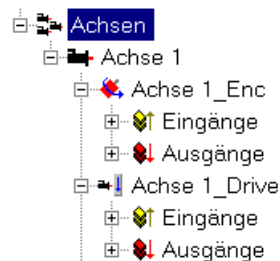 Achsen
Achse 1
Achse 1_Enc
Eingänge
Ausgänge
Achse 1_Drive
Eingänge
Ausgänge